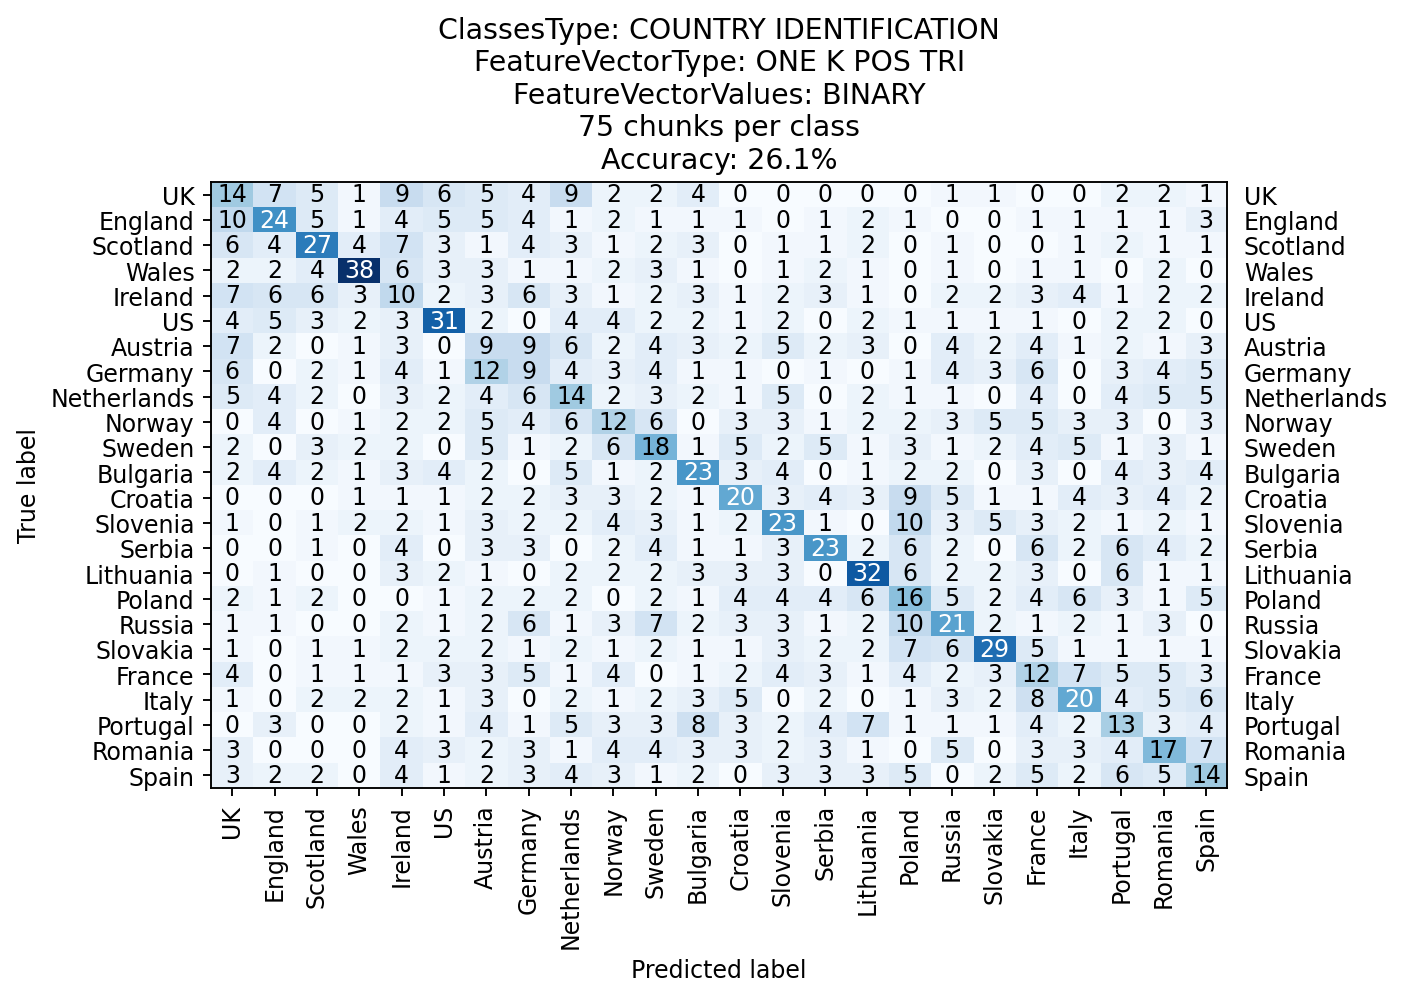 ClassesType: COUNTRY IDENTIFICATION
FeatureVectorType: ONE K POS TRI
FeatureVectorValues: BINARY
75 chunks per class
Accuracy: 26.1%
UK 14 7 5 1 9 6 5 4 9 2 2 4 0 0 0 0 0 1 1 0 0 2 2 1 UK
England 10 24 5 1 4 5 5 4 1 2 1 1 1 0 1 2 1 0 0 1 1 1 1 3 England
Scotland 6 4 27 4 7 3 1 4 3 1 2 3 0 1 1 2 0 1 0 0 1 2 1 1 Scotland
Wales 2 2 4 38 6 3 3 1 1 2 3 1 0 1 2 1 0 1 0 1 1 0 2 0 Wales
Ireland 7 6 6 3 10 2 3 6 3 1 2 3 1 2 3 1 0 2 2 3 4 1 2 2 Ireland
US 4 5 3 2 3 31 2 0 4 4 2 2 1 2 0 2 1 1 1 1 0 2 2 0 US
Austria 7 2 0 1 3 0 9 9 6 2 4 3 2 5 2 3 0 4 2 4 1 2 1 3 Austria
Germany 6 0 2 1 4 1 12 9 4 3 4 1 1 0 1 0 1 4 3 6 0 3 4 5 Germany
Netherlands 5 4 2 0 3 2 4 6 14 2 3 2 1 5 0 2 1 1 0 4 0 4 5 5 Netherlands
Norway 0 4 0 1 2 2 5 4 6 12 6 0 3 3 1 2 2 3 5 5 3 3 0 3 Norway
Sweden 2 0 3 2 2 0 5 1 2 6 18 1 5 2 5 1 3 1 2 4 5 1 3 1 Sweden
Bulgaria 2 4 2 1 3 4 2 0 5 1 2 23 3 4 0 1 2 2 0 3 0 4 3 4 Bulgaria
Croatia 0 0 0 1 1 1 2 2 3 3 2 1 20 3 4 3 9 5 1 1 4 3 4 2 Croatia
Slovenia 1 0 1 2 2 1 3 2 2 4 3 1 2 23 1 0 10 3 5 3 2 1 2 1 Slovenia
Serbia 0 0 1 0 4 0 3 3 0 2 4 1 1 3 23 2 6 2 0 6 2 6 4 2 Serbia
Lithuania 0 1 0 0 3 2 1 0 2 2 2 3 3 3 0 32 6 2 2 3 0 6 1 1 Lithuania
Poland 2 1 2 0 0 1 2 2 2 0 2 1 4 4 4 6 16 5 2 4 6 3 1 5 Poland
Russia 1 1 0 0 2 1 2 6 1 3 7 2 3 3 1 2 10 21 2 1 2 1 3 0 Russia
Slovakia 1 0 1 1 2 2 2 1 2 1 2 1 1 3 2 2 7 6 29 5 1 1 1 1 Slovakia
France 4 0 1 1 1 3 3 5 1 4 0 1 2 4 3 1 4 2 3 12 7 5 5 3 France
Italy 1 0 2 2 2 1 3 0 2 1 2 3 5 0 2 0 1 3 2 8 20 4 5 6 Italy
Portugal 0 3 0 0 2 1 4 1 5 3 3 8 3 2 4 7 1 1 1 4 2 13 3 4 Portugal
Romania 3 0 0 0 4 3 2 3 1 4 4 3 3 2 3 1 0 5 0 3 3 4 17 7 Romania
Spain 3 2 2 0 4 1 2 3 4 3 1 2 0 3 3 3 5 0 2 5 2 6 5 14 Spain
True label
UK England Scotland Wales Ireland US Austria Germany Netherlands Norway Sweden Bulgaria Croatia Slovenia Serbia Lithuania Poland Russia Slovakia France Italy Portugal Romania Spain
Predicted label